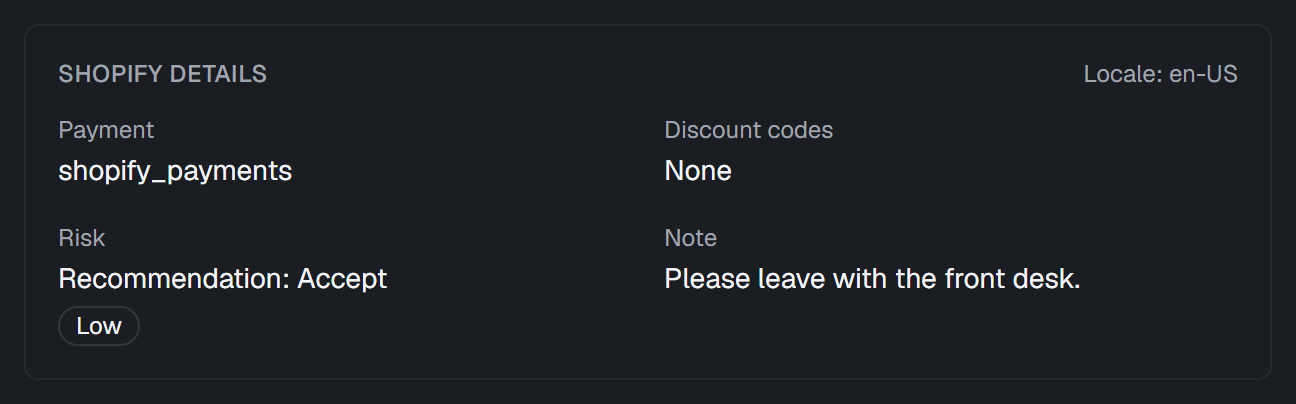 SHOPIFY DETAILS
Locale: en-US
Payment
shopify_payments
Discount codes
None
Risk
Recommendation: Accept
Low
Note
Please leave with the front desk.